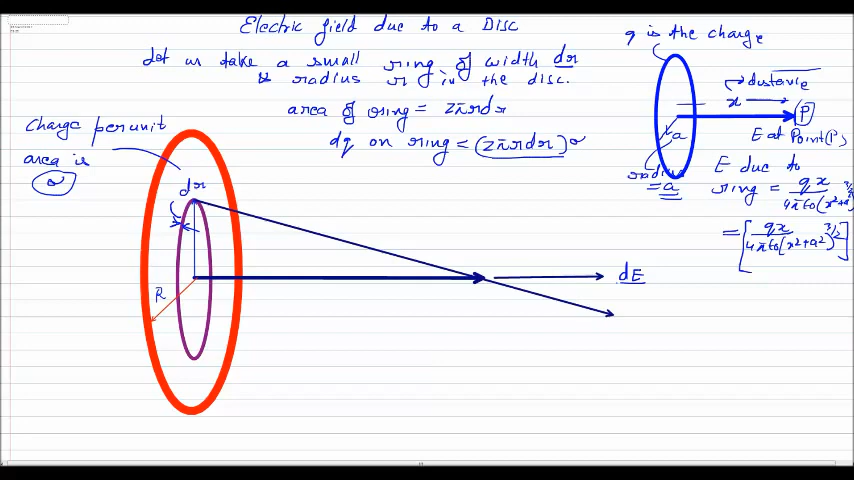 Electric field due to a Disc
Let us take a small ring of width dr
& radius r in the disc.
area of ring = 2πrdr
dq on ring = (2πrdr)σ
Charge per unit
area is
σ
dr
R
dE
q is the charge
distance
x
P
a
E at Point (P)
radius
= a
E due to
ring = qx / 4πε0(x²+a²)^3/2
= [qx / 4πε0(x²+a²)^3/2]